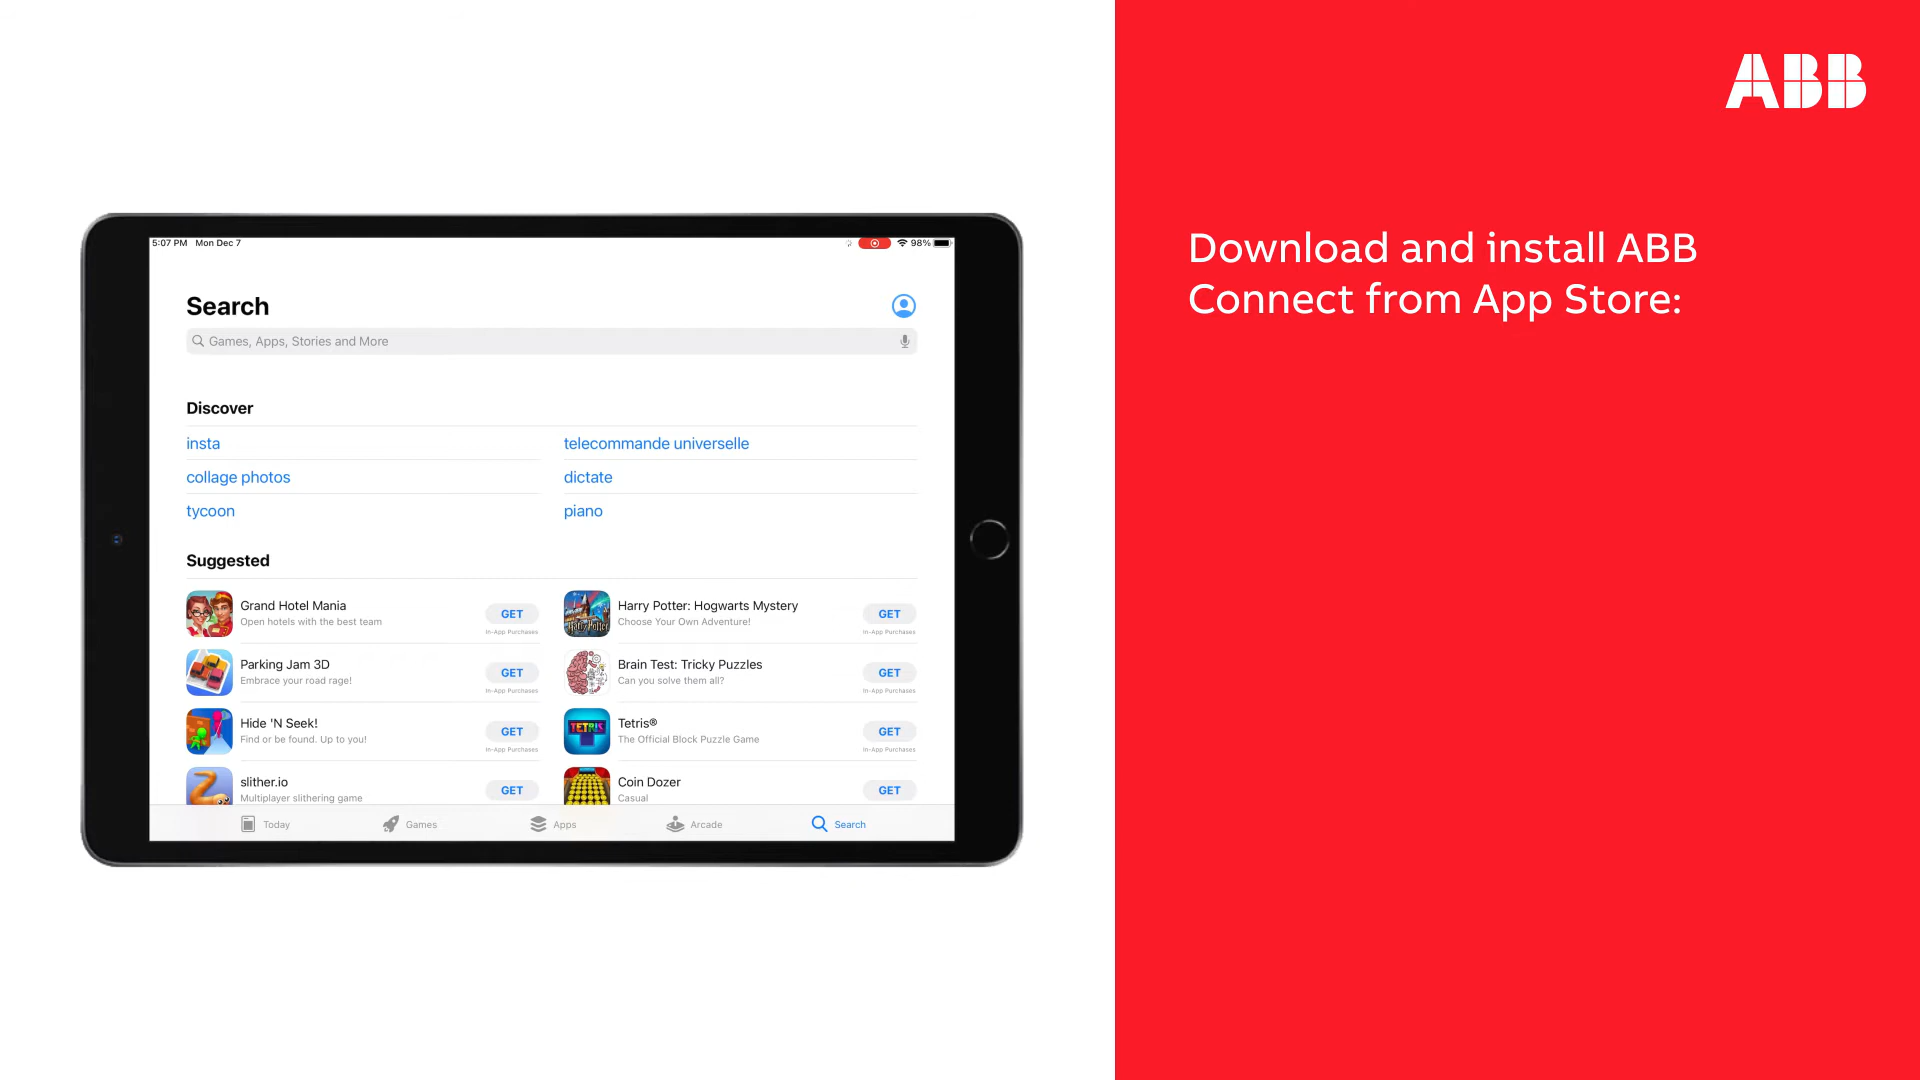 5:07 PM Mon Dec 7
98%
Search
Games, Apps, Stories and More
Discover
insta
telecommande universelle
collage photos
dictate
tycoon
piano
Suggested
Grand Hotel Mania
Open hotels with the best team
GET
In-App Purchases
Harry Potter: Hogwarts Mystery
Choose Your Own Adventure!
GET
In-App Purchases
Parking Jam 3D
Embrace your road rage!
GET
In-App Purchases
Brain Test: Tricky Puzzles
Can you solve them all?
GET
In-App Purchases
Hide 'N Seek!
Find or be found. Up to you!
GET
In-App Purchases
TETRIS
Tetris®
The Official Block Puzzle Game
GET
In-App Purchases
slither.io
Multiplayer slithering game
GET
Coin Dozer
Casual
GET
Today
Games
Apps
Arcade
Search
ABB
Download and install ABB
Connect from App Store: